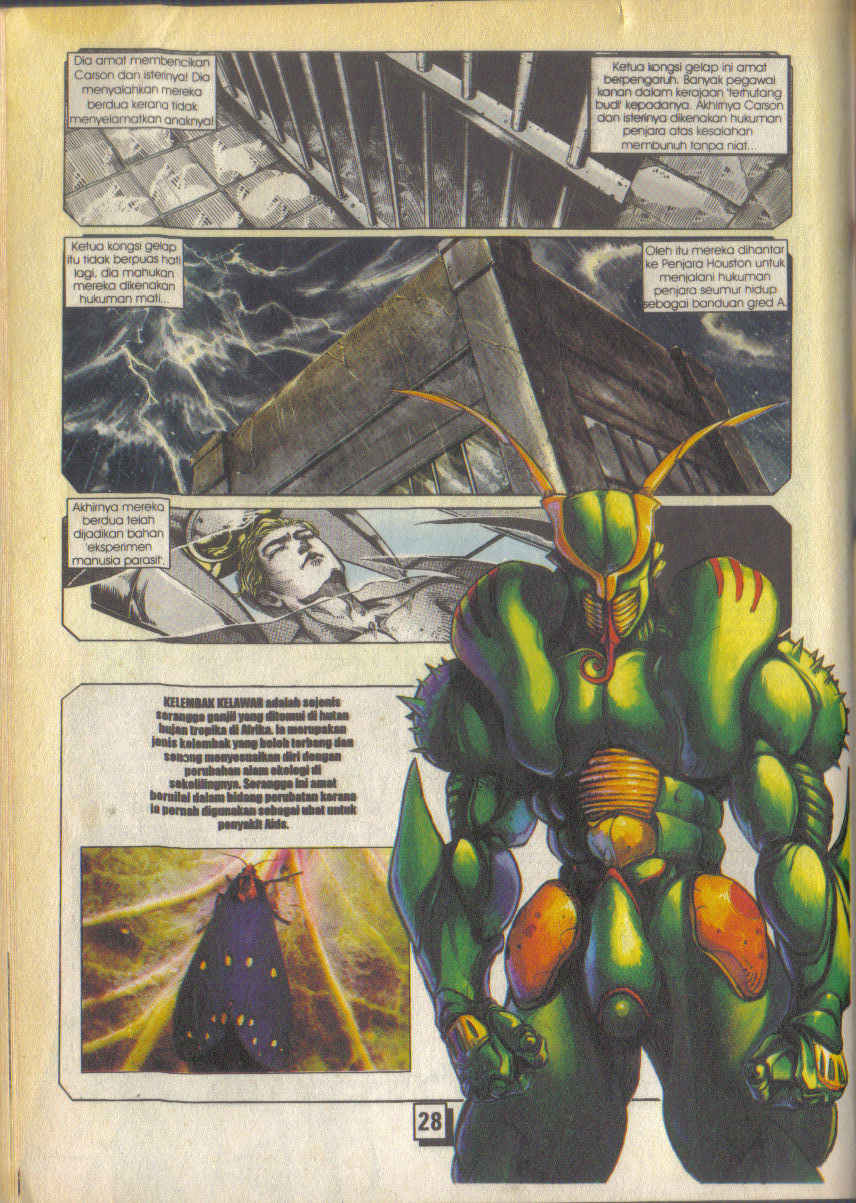 Dia amat membencikan
Carson dan isterinya! Dia
menyalahkan mereka
berdua kerana tidak
menyelamatkan anaknya!
Ketua kongsi gelap ini amat
berpengaruh. Banyak pegawai
kanan dalam kerajaan 'terhutang
budi' kepadanya. Akhirnya Carson
dan isterinya dikenakan hukuman
penjara atas kesalahan
membunuh tanpa niat...
Ketua kongsi gelap
itu tidak berpuas hati
lagi, dia mahukan
mereka dikenakan
hukuman mati...
Oleh itu mereka dihantar
ke Penjara Houston untuk
menjalani hukuman
penjara seumur hidup
sebagai banduan gred A.
Akhirnya mereka
berdua telah
dijadikan bahan
'eksperimen
manusia parasit'.
KELEMBAK KELAWAR adalah sejenis
serangga ganjil yang ditemui di hutan
hujan tropika di Afrika. Ia merupakan
jenis kelembak yang boleh terbang dan
senang menyesuaikan diri dengan
perubahan alam ekologi di
sekelilingnya. Serangga ini amat
bernilai dalam bidang perubatan kerana
ia pernah digunakan sebagai ubat untuk
penyakit Aids.
28